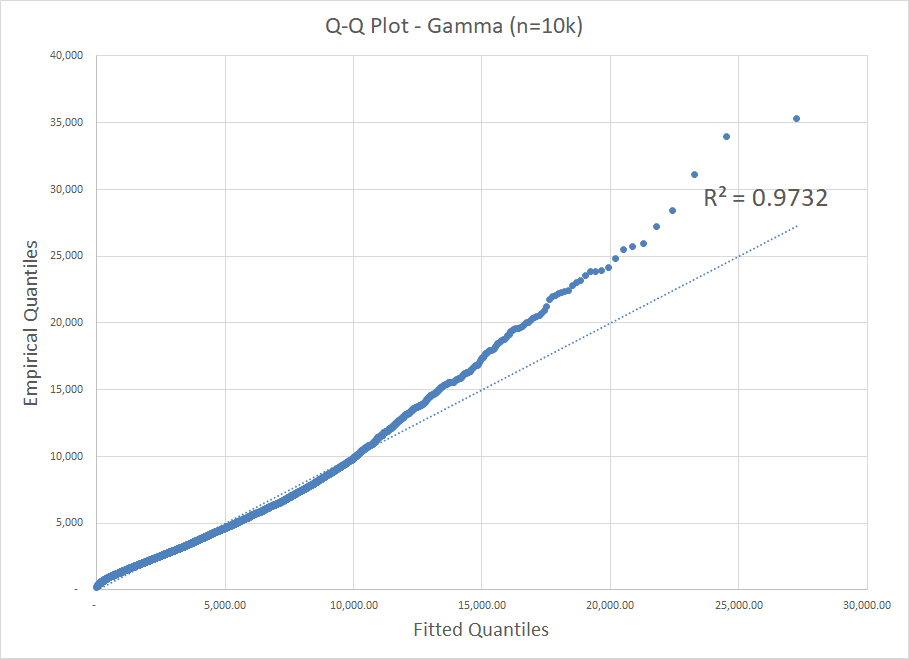 Q-Q Plot - Gamma (n=10k)
40,000
35,000
30,000
25,000
20,000
15,000
10,000
5,000
-
R² = 0.9732
Empirical Quantiles
- 5,000.00 10,000.00 15,000.00 20,000.00 25,000.00 30,000.00
Fitted Quantiles